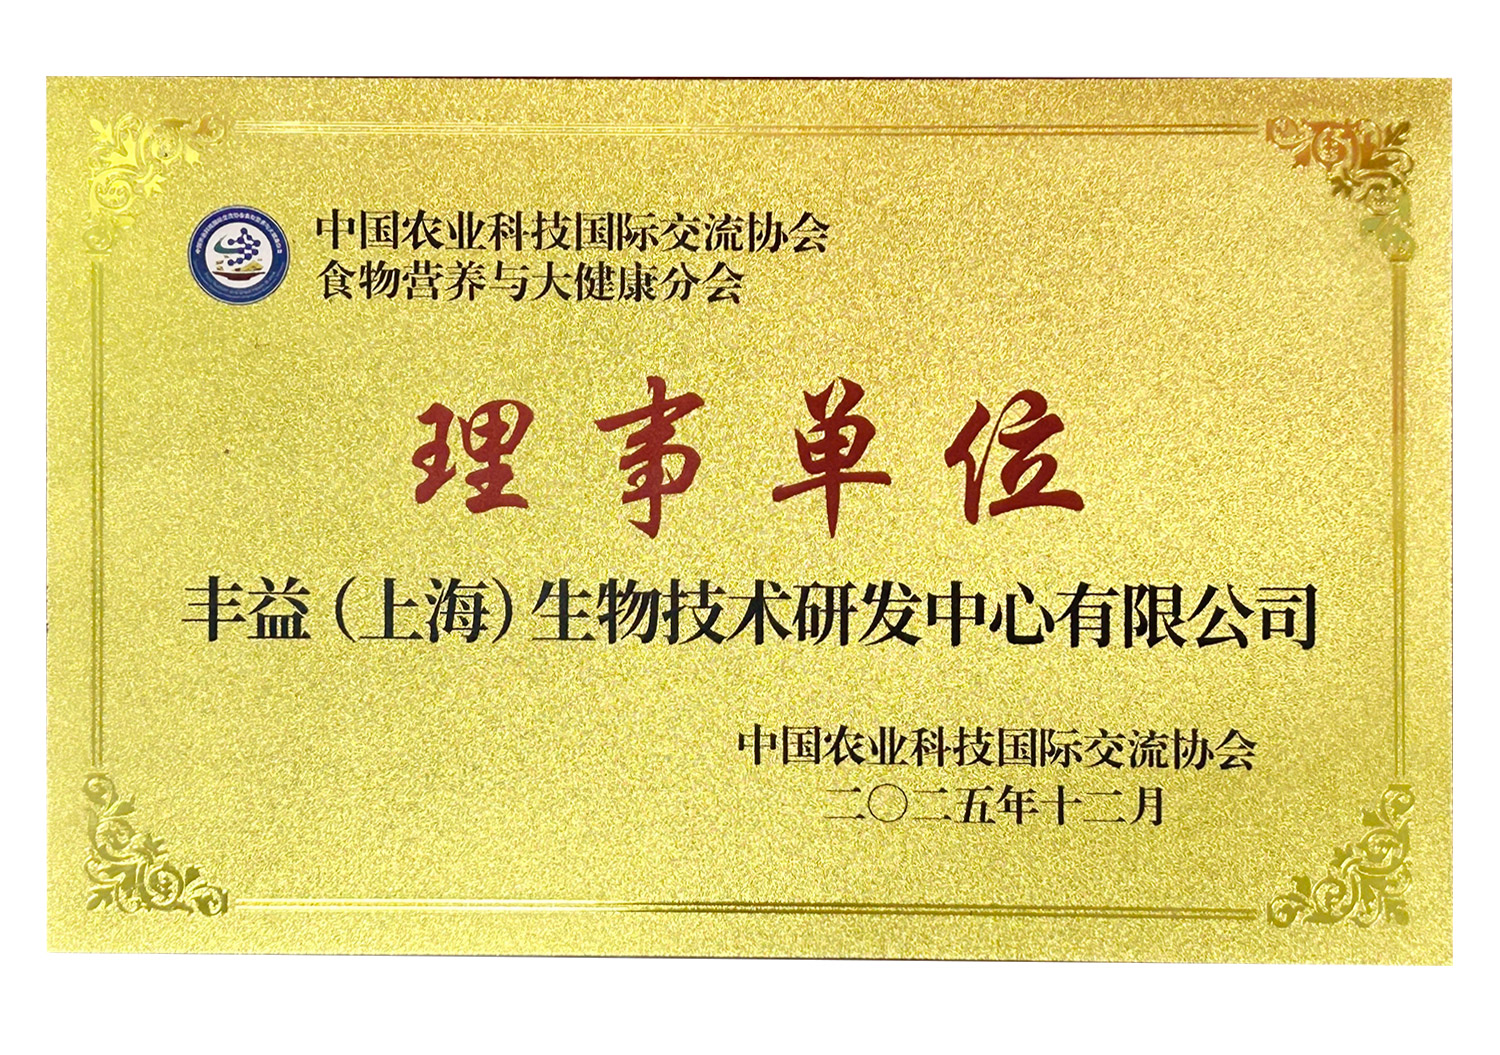 中国农业科技国际交流协会
食物营养与大健康分会
理事单位
丰益（上海）生物技术研发中心有限公司
中国农业科技国际交流协会
二〇二五年十二月